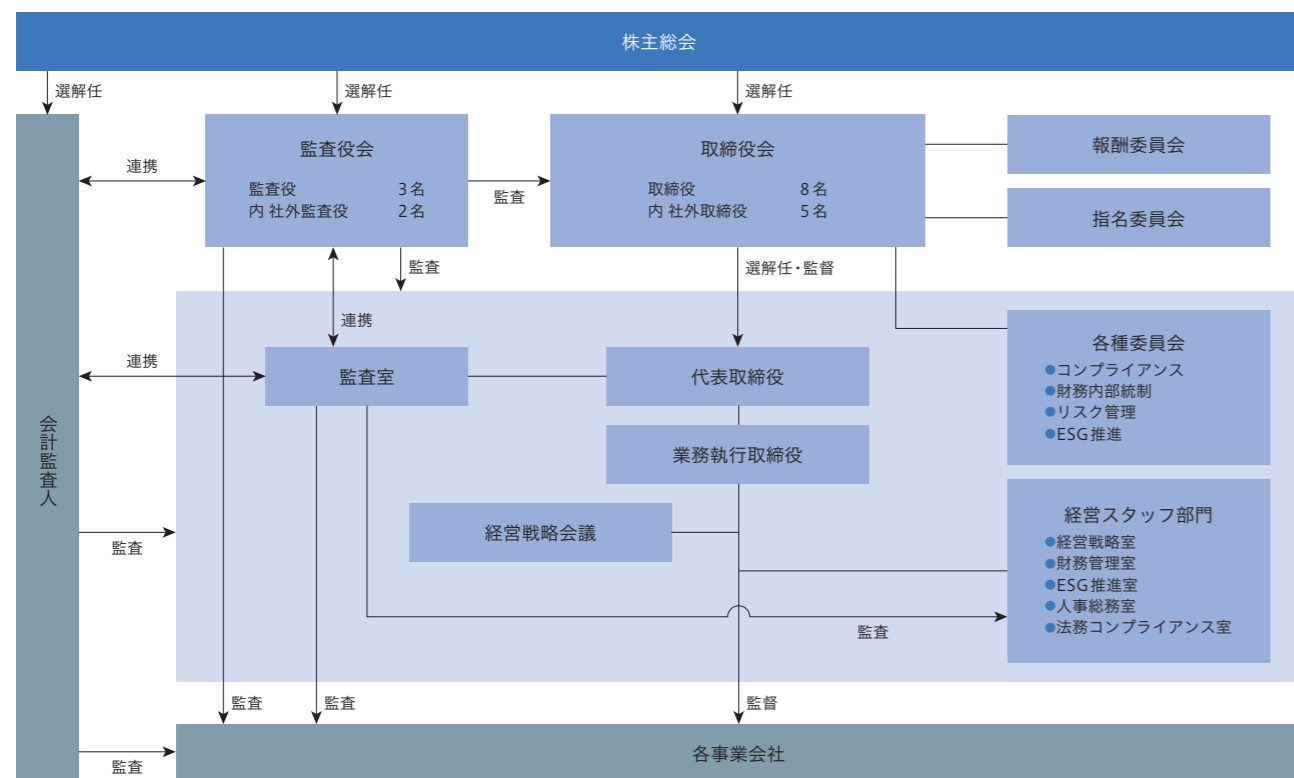 株主総会
選解任
選解任
選解任
監査役会
監査役 3名
内 社外監査役 2名
取締役会
取締役 8名
内 社外取締役 5名
報酬委員会
指名委員会
連携
監査
監査
選解任・監督
連携
連携
監査室
代表取締役
業務執行取締役
経営戦略会議
各種委員会
●コンプライアンス
●財務内部統制
●リスク管理
●ESG推進
経営スタッフ部門
●経営戦略室
●財務管理室
●ESG推進室
●人事総務室
●法務コンプライアンス室
会計監査人
監査
監査
監査
監査
監督
監査
各事業会社